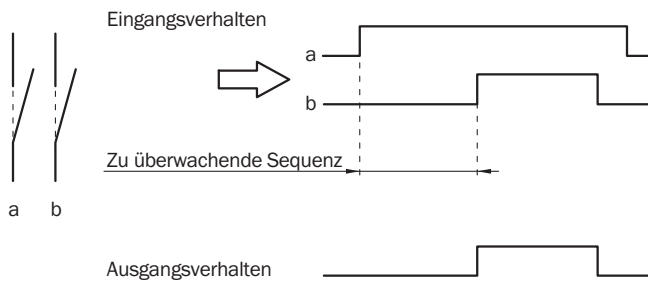 Eingangsverhalten
a
b
Zu überwachende Sequenz
a b
Ausgangsverhalten